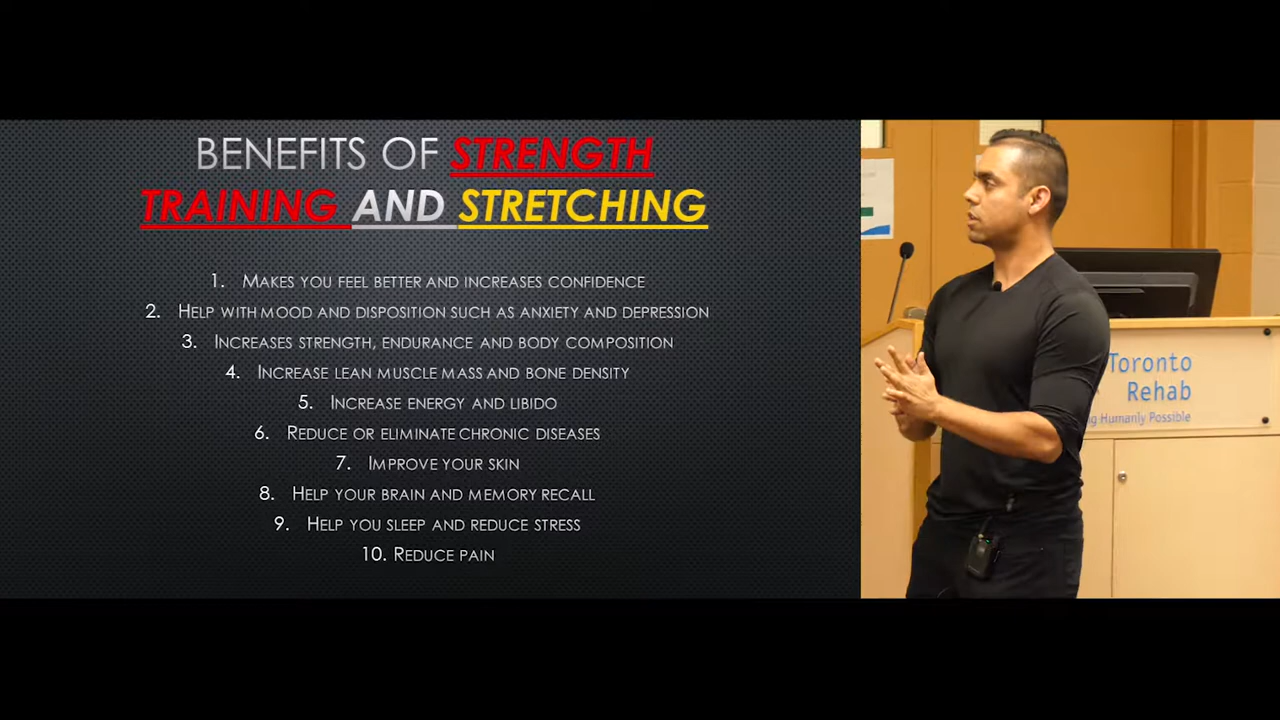 BENEFITS OF STRENGTH
TRAINING AND STRETCHING
1. MAKES YOU FEEL BETTER AND INCREASES CONFIDENCE
2. HELP WITH MOOD AND DISPOSITION SUCH AS ANXIETY AND DEPRESSION
3. INCREASES STRENGTH, ENDURANCE AND BODY COMPOSITION
4. INCREASE LEAN MUSCLE MASS AND BONE DENSITY
5. INCREASE ENERGY AND LIBIDO
6. REDUCE OR ELIMINATE CHRONIC DISEASES
7. IMPROVE YOUR SKIN
8. HELP YOUR BRAIN AND MEMORY RECALL
9. HELP YOU SLEEP AND REDUCE STRESS
10. REDUCE PAIN
Toronto
Rehab
Humanly Possible